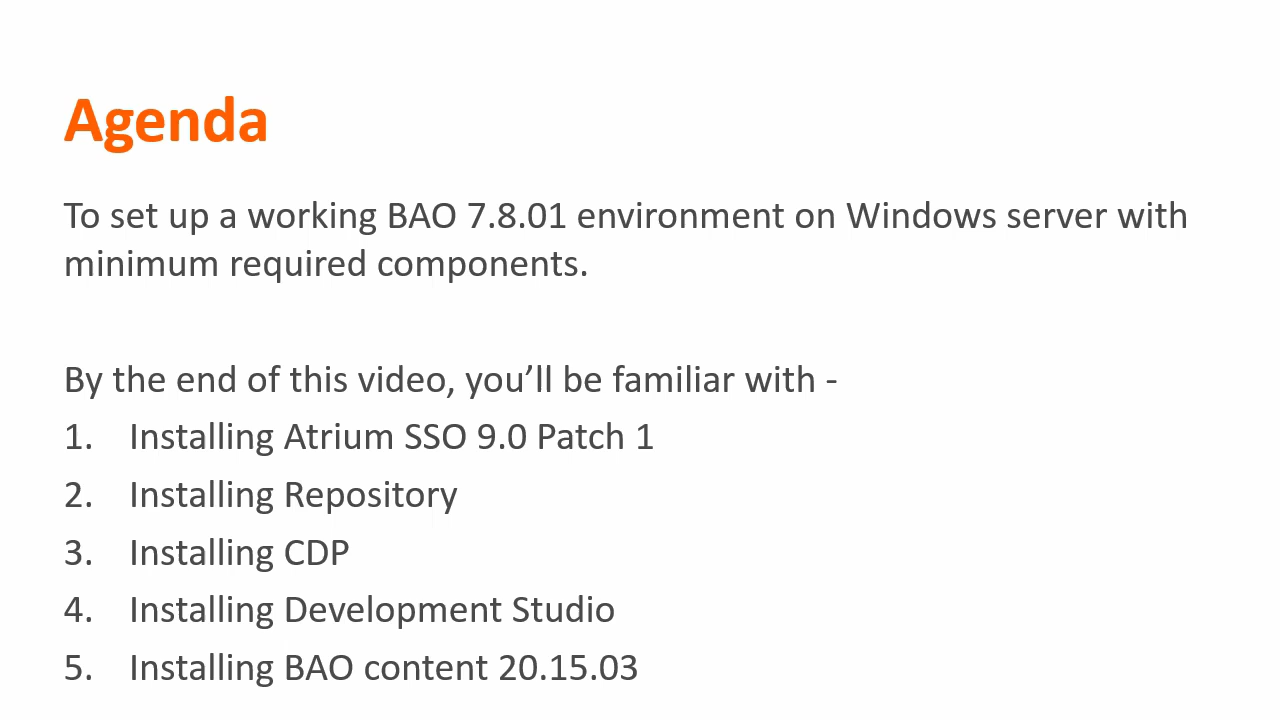 Agenda
To set up a working BAO 7.8.01 environment on Windows server with
minimum required components.
By the end of this video, you’ll be familiar with -
1. Installing Atrium SSO 9.0 Patch 1
2. Installing Repository
3. Installing CDP
4. Installing Development Studio
5. Installing BAO content 20.15.03